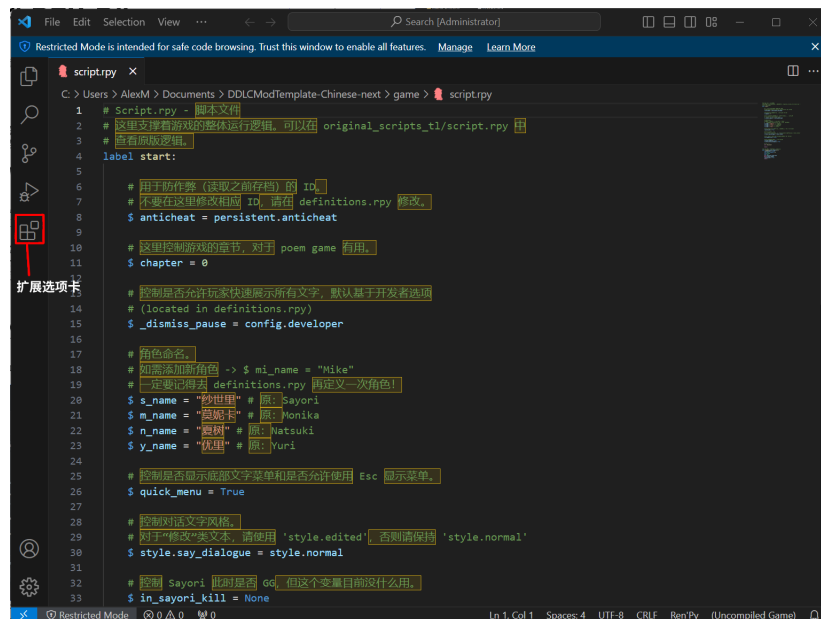 File Edit Selection View ··· Search [Administrator]
Restricted Mode is intended for safe code browsing. Trust this window to enable all features. Manage Learn More
script.rpy
C: > Users > AlexM > Documents > DDLCModTemplate-Chinese-next > game > script.rpy
1 # Script.rpy - 脚本文件
2 # 这里支撑着游戏的整体运行逻辑。可以在 original_scripts_tl/script.rpy 中
3 # 查看原版逻辑。
4 label start:
5
6 # 用于防作弊（读取之前存档）的 ID。
7 # 不要在这里修改相应 ID，请在 definitions.rpy 修改。
8 $ anticheat = persistent.anticheat
9
10 # 这里控制游戏的章节，对于 poem game 有用。
11 $ chapter = 0
扩展选项卡
12
13 # 控制是否允许玩家快速展示所有文字，默认基于开发者选项
14 # (located in definitions.rpy)
15 $ _dismiss_pause = config.developer
16
17 # 角色命名。
18 # 如需添加新角色 -> $ mi_name = "Mike"
19 # 一定要记得去 definitions.rpy 再定义一次角色！
20 $ s_name = "纱世里" # 原：Sayori
21 $ m_name = "莫妮卡" # 原：Monika
22 $ n_name = "夏树" # 原：Natsuki
23 $ y_name = "优里" # 原：Yuri
24
25 # 控制是否显示底部文字菜单和是否允许使用 Esc 显示菜单。
26 $ quick_menu = True
27
28 # 控制对话文字风格。
29 # 对于“修改”类文本，请使用 'style.edited'，否则请保持 'style.normal'
30 $ style.say_dialogue = style.normal
31
32 # 控制 Sayori 此时是否 GG，但这个变量目前没什么用。
33 $ in_sayori_kill = None
Restricted Mode 0 0 0 Ln 1, Col 1 Spaces: 4 UTF-8 CRLF Ren'Py (Uncompiled Game)